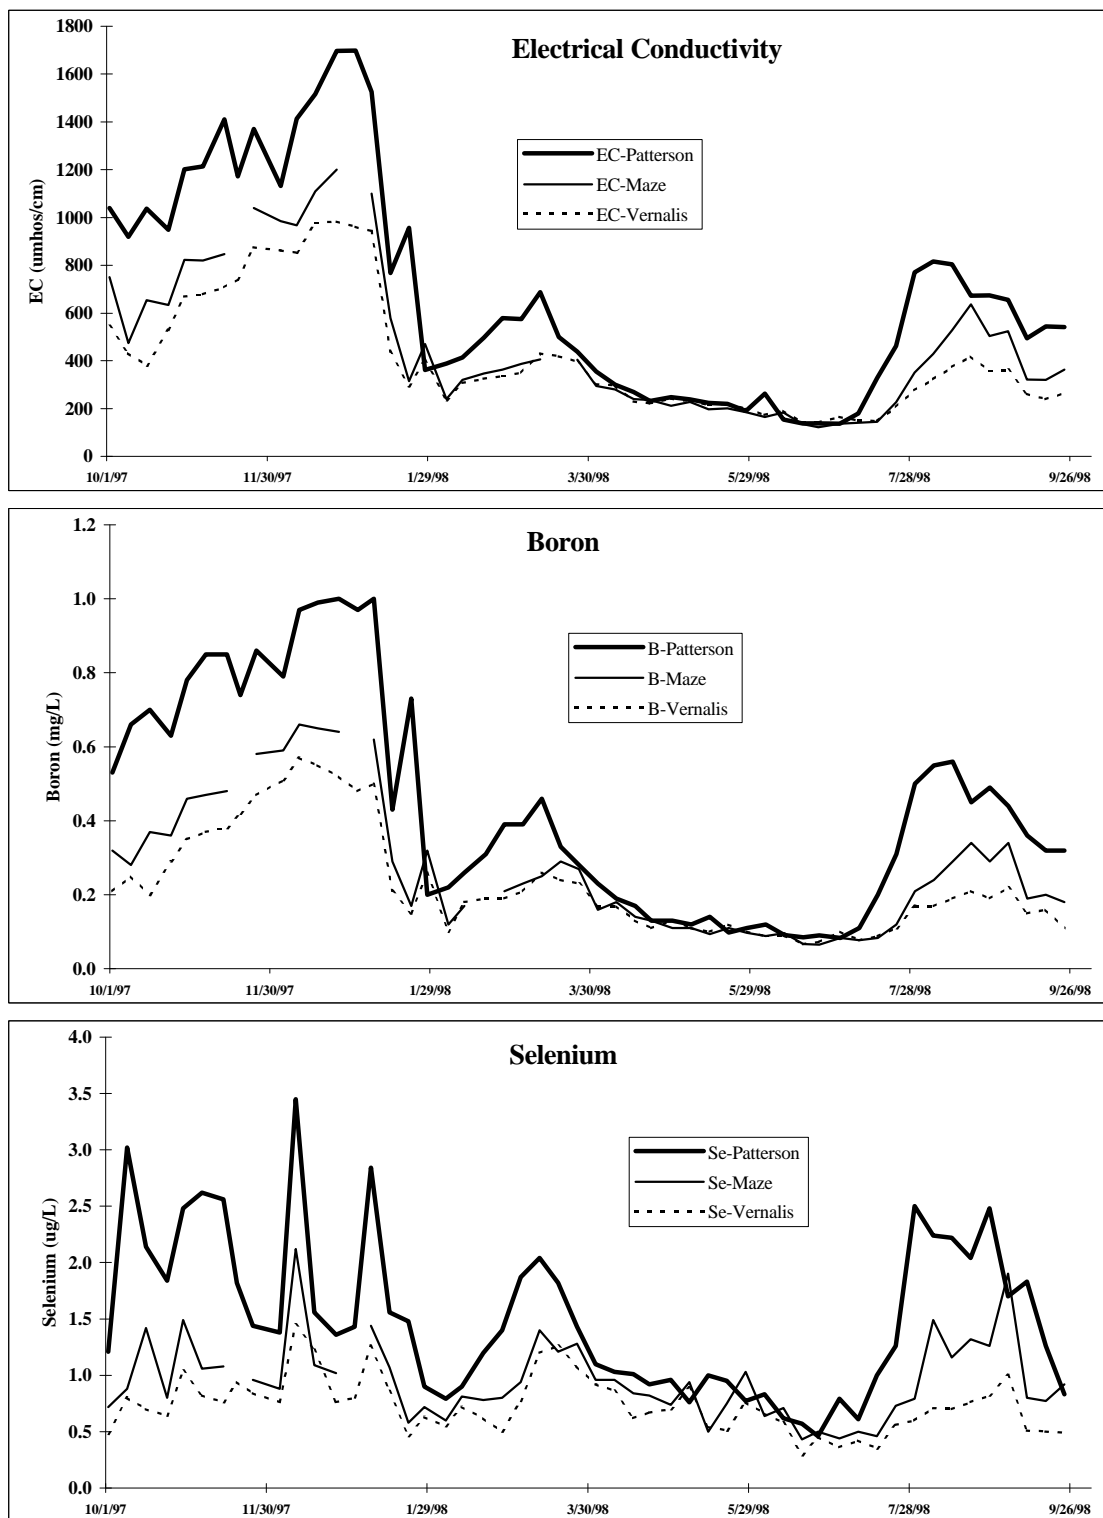 Electrical Conductivity
EC (umhos/cm)
1800
1600
1400
1200
1000
800
600
400
200
0
EC-Patterson
EC-Maze
EC-Vernalis
10/1/97 11/30/97 1/29/98 3/30/98 5/29/98 7/28/98 9/26/98
Boron
Boron (mg/L)
1.2
1.0
0.8
0.6
0.4
0.2
0.0
B-Patterson
B-Maze
B-Vernalis
10/1/97 11/30/97 1/29/98 3/30/98 5/29/98 7/28/98 9/26/98
Selenium
Selenium (ug/L)
4.0
3.5
3.0
2.5
2.0
1.5
1.0
0.5
0.0
Se-Patterson
Se-Maze
Se-Vernalis
10/1/97 11/30/97 1/29/98 3/30/98 5/29/98 7/28/98 9/26/98